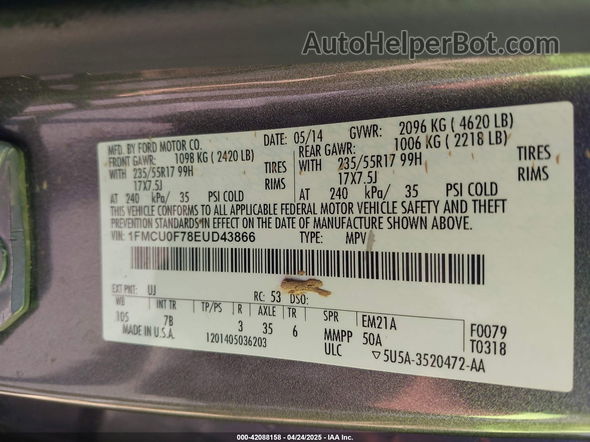 AutoHelperBot.com
MFD. BY FORD MOTOR CO.
DATE: 05/14 GVWR: 2096 KG ( 4620 LB)
FRONT GAWR: 1098 KG ( 2420 LB) REAR GAWR: 1006 KG ( 2218 LB)
WITH 235/55R17 99H TIRES WITH 235/55R17 99H TIRES
17X7.5J RIMS 17X7.5J RIMS
AT 240 kPa/ 35 PSI COLD AT 240 kPa/ 35 PSI COLD
THIS VEHICLE CONFORMS TO ALL APPLICABLE FEDERAL MOTOR VEHICLE SAFETY AND THEFT
PREVENTION STANDARDS IN EFFECT ON THE DATE OF MANUFACTURE SHOWN ABOVE.
VIN: 1FMCU0F78EUD43866 TYPE: MPV
EXT PNT: UJ RC: 53 DSO:
WB INT TR TP/PS R AXLE TR SPR EM21A F0079
105 7B 3 35 6 MMPP 50A T0318
MADE IN U.S.A. 1201405036203 ULC 5U5A-3520472-AA
000-42088158 - 04/24/2025 - IAA Inc.